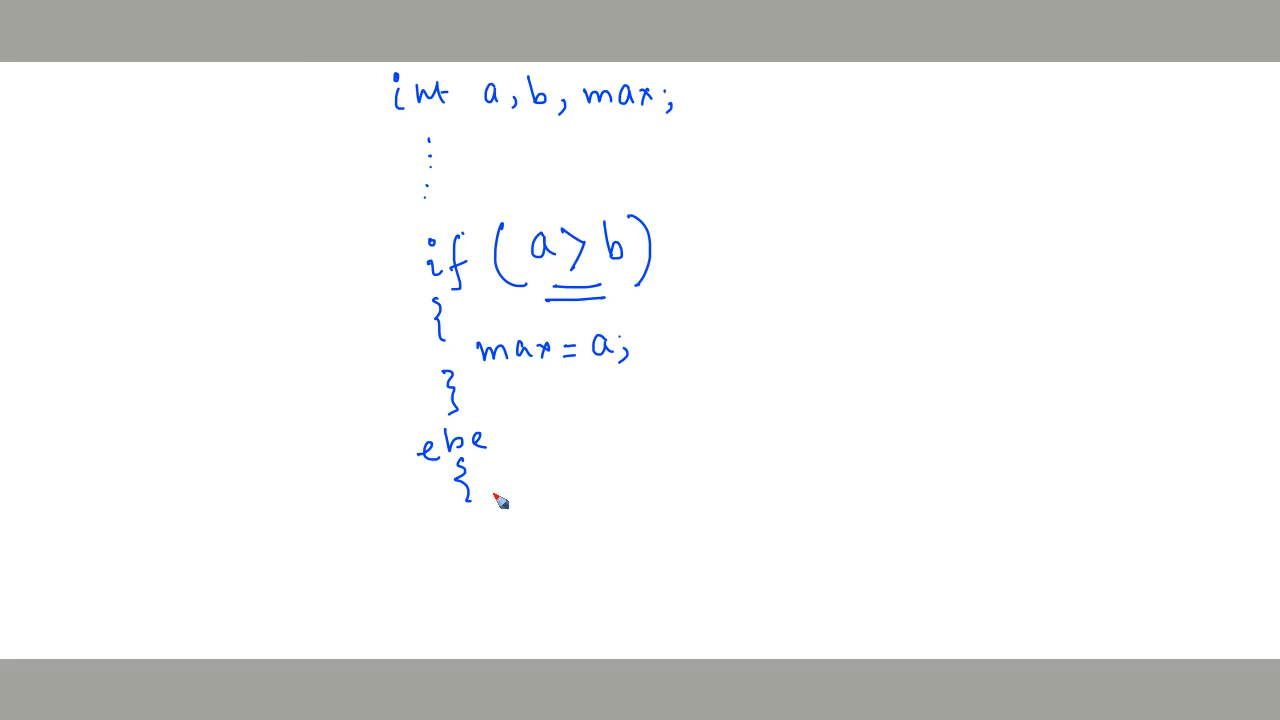 int a, b, max;
⋮
if (a > b)
{
max = a;
}
else
{